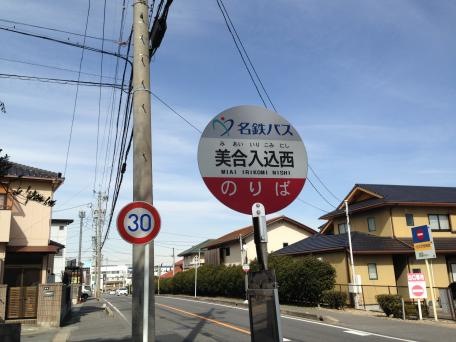 名鉄バス
み あい いり こみ にし
美合入込西
MIAI IRIKOMI NISHI
のりば
30